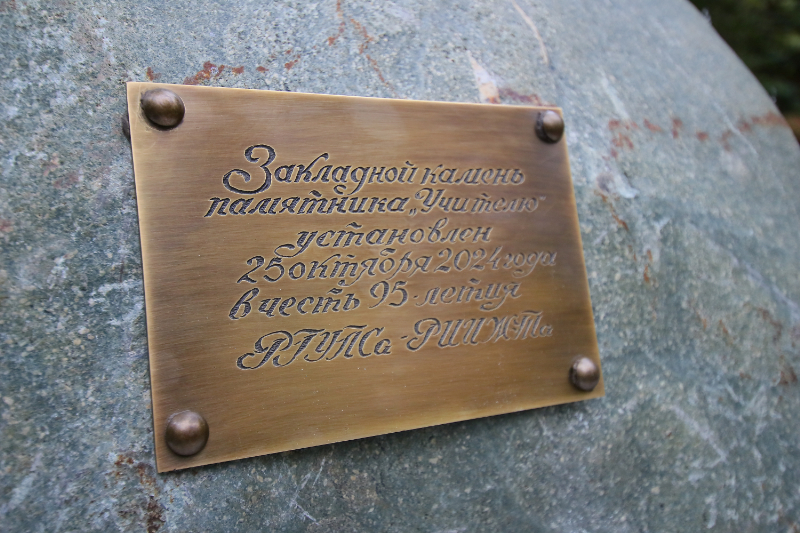 Закладной камень
памятника „Учителю"
установлен
25 октября 2024 года
в честь 95-летия
РГУПСа-РИИЖТа